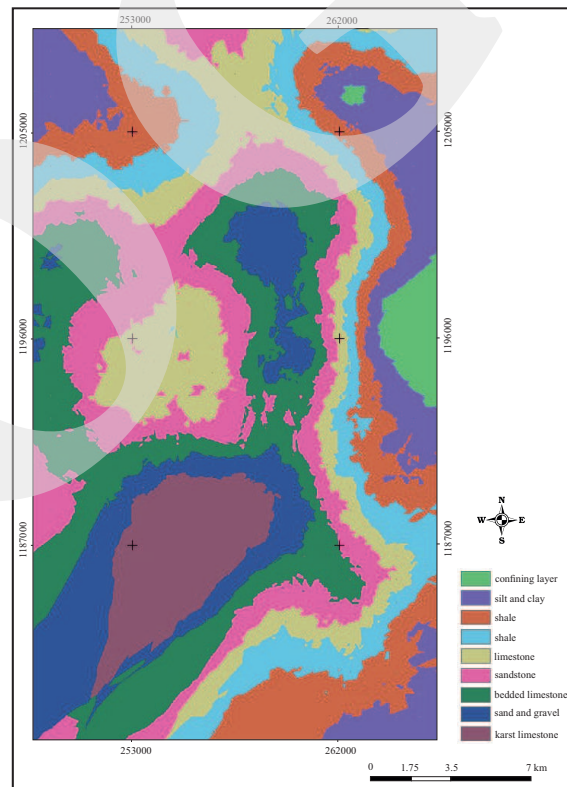 253000
262000
1205000
1205000
1196000
1196000
1187000
1187000
N
W
E
S
confining layer
silt and clay
shale
shale
limestone
sandstone
bedded limestone
sand and gravel
karst limestone
253000
262000
0 1.75 3.5 7 km